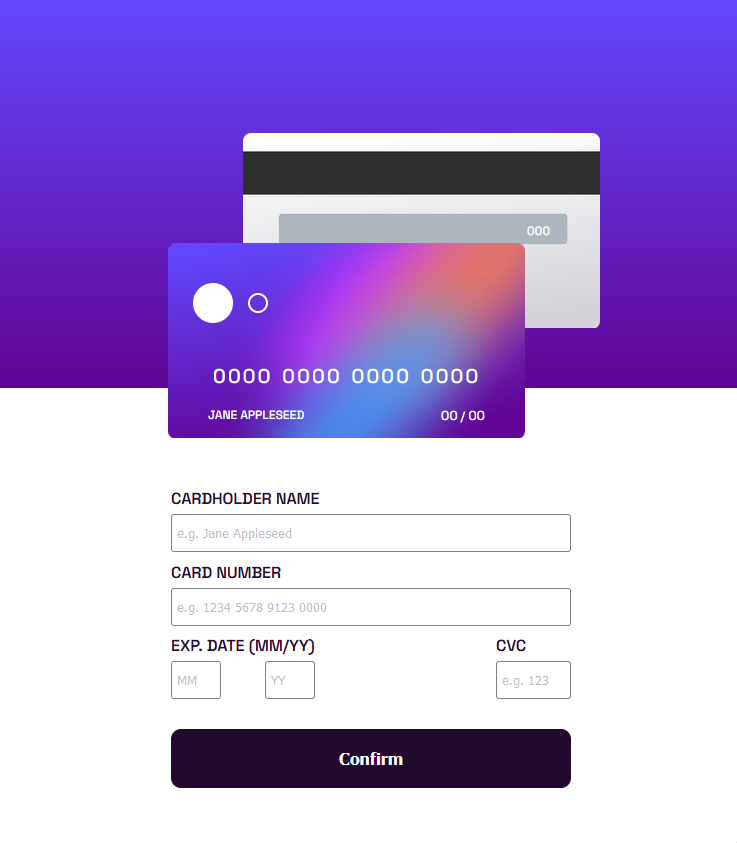 000
0000 0000 0000 0000
JANE APPLESEED 00 / 00
CARDHOLDER NAME
e.g. Jane Appleseed
CARD NUMBER
e.g. 1234 5678 9123 0000
EXP. DATE (MM/YY) CVC
MM YY e.g. 123
Confirm